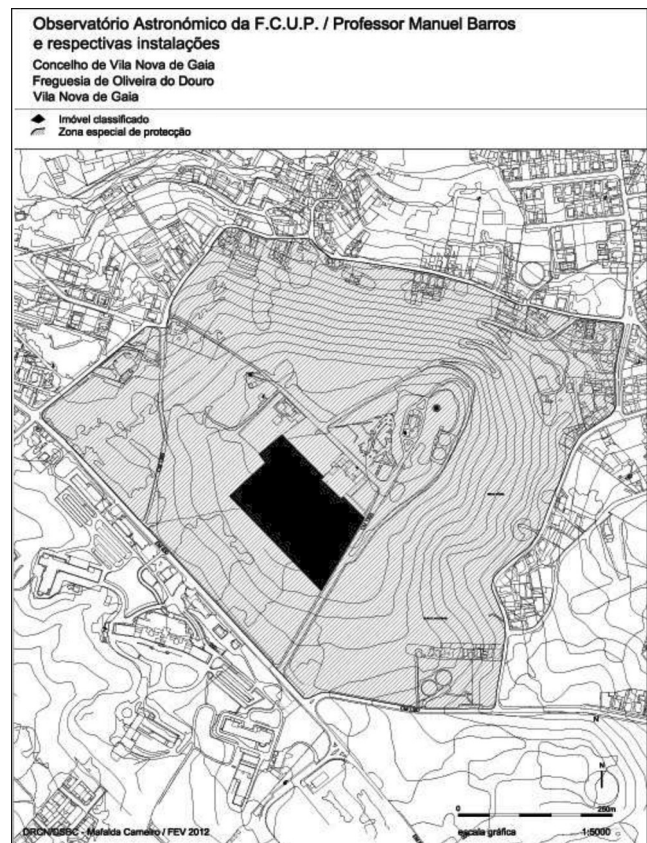 Observatório Astronómico da F.C.U.P. / Professor Manuel Barros
e respectivas instalações
Concelho de Vila Nova de Gaia
Freguesia de Oliveira do Douro
Vila Nova de Gaia
Imóvel classificado
Zona especial de protecção
N
N
0 250m
escala gráfica 1:5000
DRCN/DSBC - Mafalda Carneiro / FEV 2012